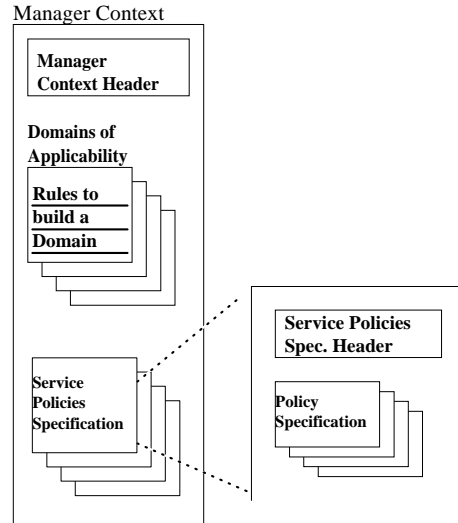 Manager Context
Manager
Context Header
Domains of
Applicability
Rules to
build a
Domain
Service
Policies
Specification
Service Policies
Spec. Header
Policy
Specification